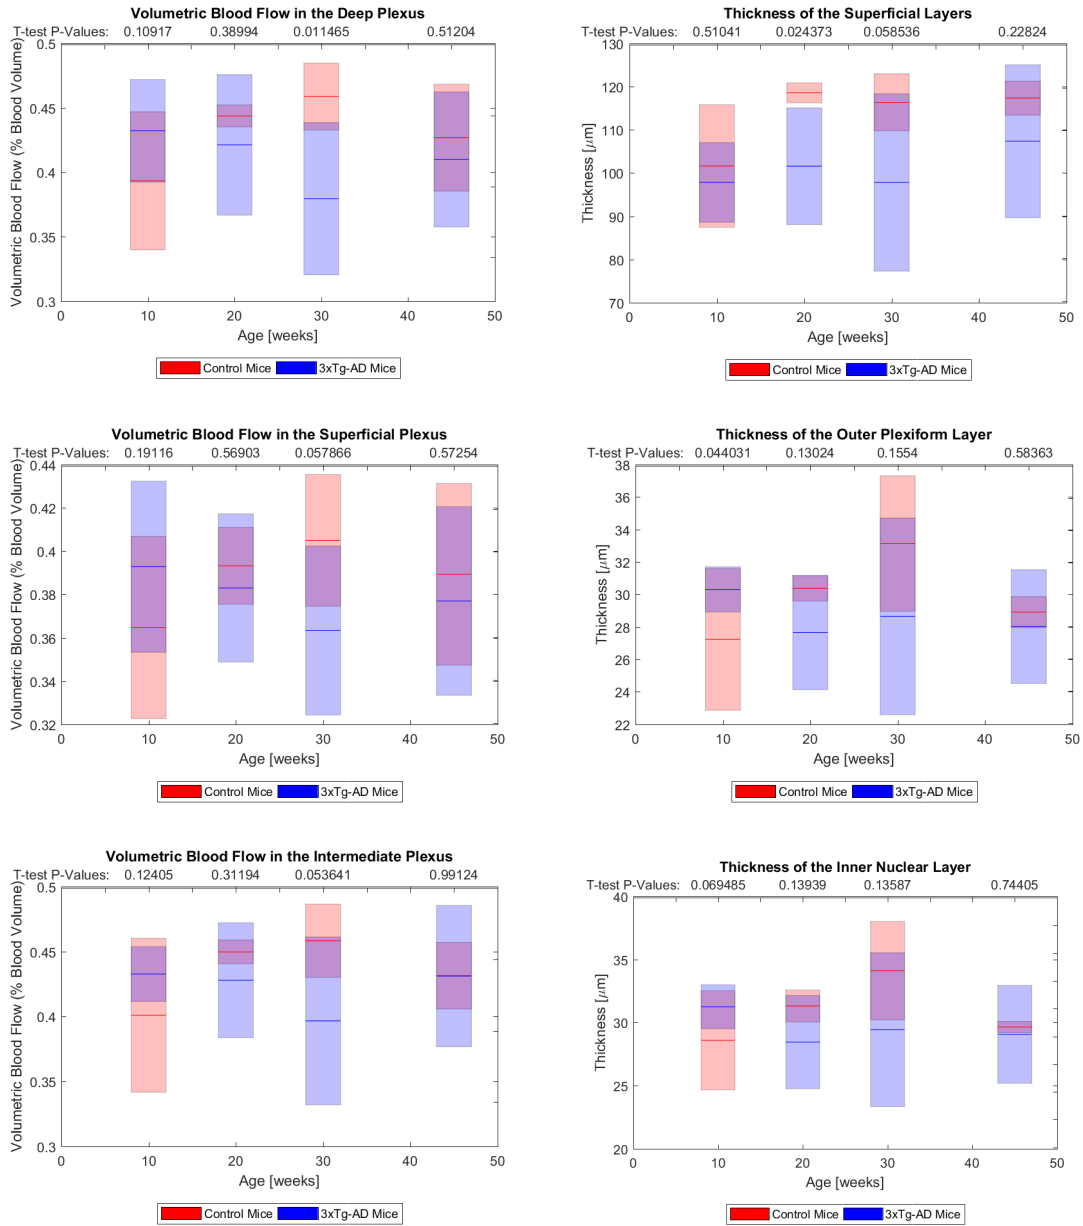 Volumetric Blood Flow in the Deep Plexus
T-test P-Values: 0.10917 0.38994 0.011465 0.51204
Volumetric Blood Flow (% Blood Volume)
0.5
0.45
0.4
0.35
0.3
0 10 20 30 40 50
Age [weeks]
Control Mice 3xTg-AD Mice
Thickness of the Superficial Layers
T-test P-Values: 0.51041 0.024373 0.058536 0.22824
Thickness [μm]
130
120
110
100
90
80
70
0 10 20 30 40 50
Age [weeks]
Control Mice 3xTg-AD Mice
Volumetric Blood Flow in the Superficial Plexus
T-test P-Values: 0.19116 0.56903 0.057866 0.57254
Volumetric Blood Flow (% Blood Volume)
0.44
0.42
0.4
0.38
0.36
0.34
0.32
0 10 20 30 40 50
Age [weeks]
Control Mice 3xTg-AD Mice
Thickness of the Outer Plexiform Layer
T-test P-Values: 0.044031 0.13024 0.1554 0.58363
Thickness [μm]
38
36
34
32
30
28
26
24
22
0 10 20 30 40 50
Age [weeks]
Control Mice 3xTg-AD Mice
Volumetric Blood Flow in the Intermediate Plexus
T-test P-Values: 0.12405 0.31194 0.053641 0.99124
Volumetric Blood Flow (% Blood Volume)
0.5
0.45
0.4
0.35
0.3
0 10 20 30 40 50
Age [weeks]
Control Mice 3xTg-AD Mice
Thickness of the Inner Nuclear Layer
T-test P-Values: 0.069485 0.13939 0.13587 0.74405
Thickness [μm]
40
35
30
25
20
0 10 20 30 40 50
Age [weeks]
Control Mice 3xTg-AD Mice